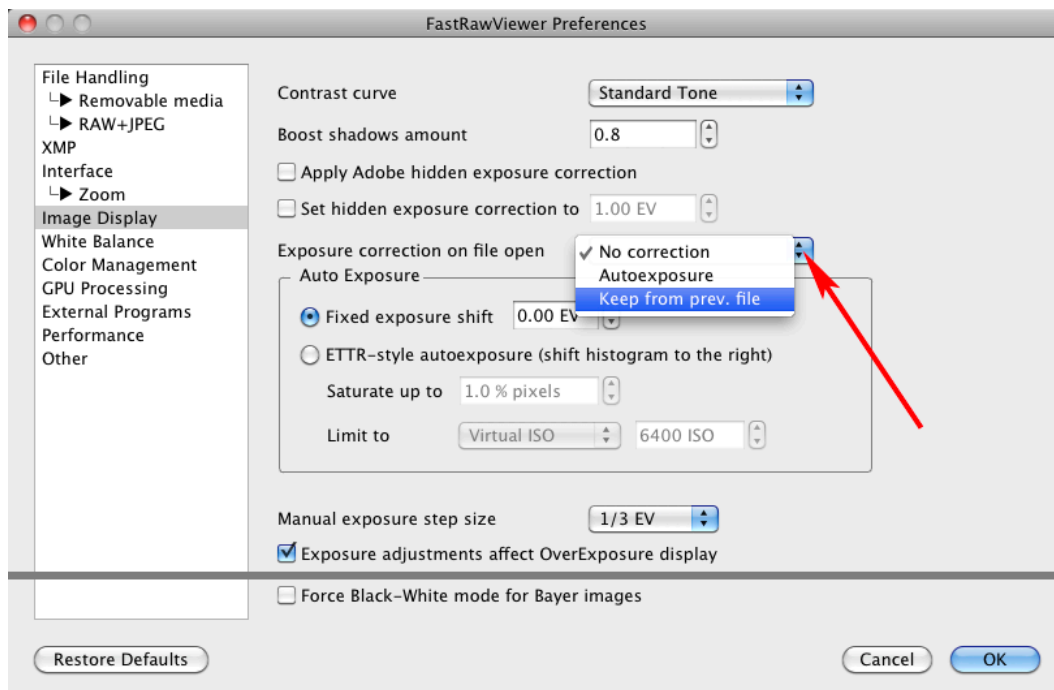 FastRawViewer Preferences
File Handling
Removable media
RAW+JPEG
XMP
Interface
Zoom
Image Display
White Balance
Color Management
GPU Processing
External Programs
Performance
Other
Contrast curve Standard Tone
Boost shadows amount 0.8
Apply Adobe hidden exposure correction
Set hidden exposure correction to 1.00 EV
Exposure correction on file open ✓ No correction
Autoexposure
Keep from prev. file
Auto Exposure
Fixed exposure shift 0.00 EV
ETTR-style autoexposure (shift histogram to the right)
Saturate up to 1.0 % pixels
Limit to Virtual ISO 6400 ISO
Manual exposure step size 1/3 EV
Exposure adjustments affect OverExposure display
Force Black-White mode for Bayer images
Restore Defaults Cancel OK